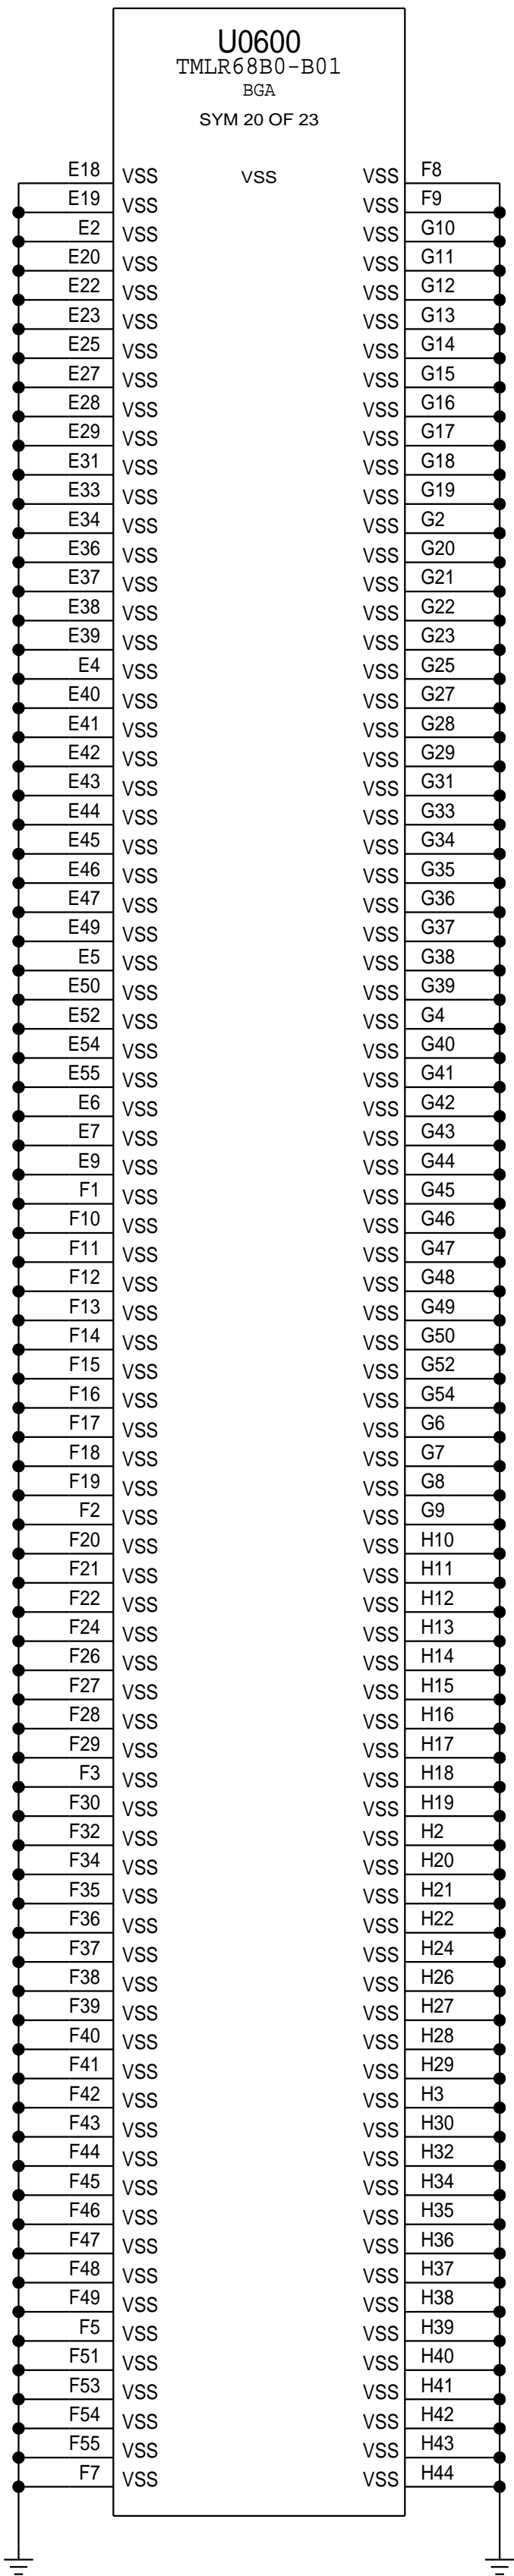 U0600
TMLR68B0-B01
BGA
SYM 20 OF 23
VSS
E18 VSS VSS F8
E19 VSS VSS F9
E2 VSS VSS G10
E20 VSS VSS G11
E22 VSS VSS G12
E23 VSS VSS G13
E25 VSS VSS G14
E27 VSS VSS G15
E28 VSS VSS G16
E29 VSS VSS G17
E31 VSS VSS G18
E33 VSS VSS G19
E34 VSS VSS G2
E36 VSS VSS G20
E37 VSS VSS G21
E38 VSS VSS G22
E39 VSS VSS G23
E4 VSS VSS G25
E40 VSS VSS G27
E41 VSS VSS G28
E42 VSS VSS G29
E43 VSS VSS G31
E44 VSS VSS G33
E45 VSS VSS G34
E46 VSS VSS G35
E47 VSS VSS G36
E49 VSS VSS G37
E5 VSS VSS G38
E50 VSS VSS G39
E52 VSS VSS G4
E54 VSS VSS G40
E55 VSS VSS G41
E6 VSS VSS G42
E7 VSS VSS G43
E9 VSS VSS G44
F1 VSS VSS G45
F10 VSS VSS G46
F11 VSS VSS G47
F12 VSS VSS G48
F13 VSS VSS G49
F14 VSS VSS G50
F15 VSS VSS G52
F16 VSS VSS G54
F17 VSS VSS G6
F18 VSS VSS G7
F19 VSS VSS G8
F2 VSS VSS G9
F20 VSS VSS H10
F21 VSS VSS H11
F22 VSS VSS H12
F24 VSS VSS H13
F26 VSS VSS H14
F27 VSS VSS H15
F28 VSS VSS H16
F29 VSS VSS H17
F3 VSS VSS H18
F30 VSS VSS H19
F32 VSS VSS H2
F34 VSS VSS H20
F35 VSS VSS H21
F36 VSS VSS H22
F37 VSS VSS H24
F38 VSS VSS H26
F39 VSS VSS H27
F40 VSS VSS H28
F41 VSS VSS H29
F42 VSS VSS H3
F43 VSS VSS H30
F44 VSS VSS H32
F45 VSS VSS H34
F46 VSS VSS H35
F47 VSS VSS H36
F48 VSS VSS H37
F49 VSS VSS H38
F5 VSS VSS H39
F51 VSS VSS H40
F53 VSS VSS H41
F54 VSS VSS H42
F55 VSS VSS H43
F7 VSS VSS H44